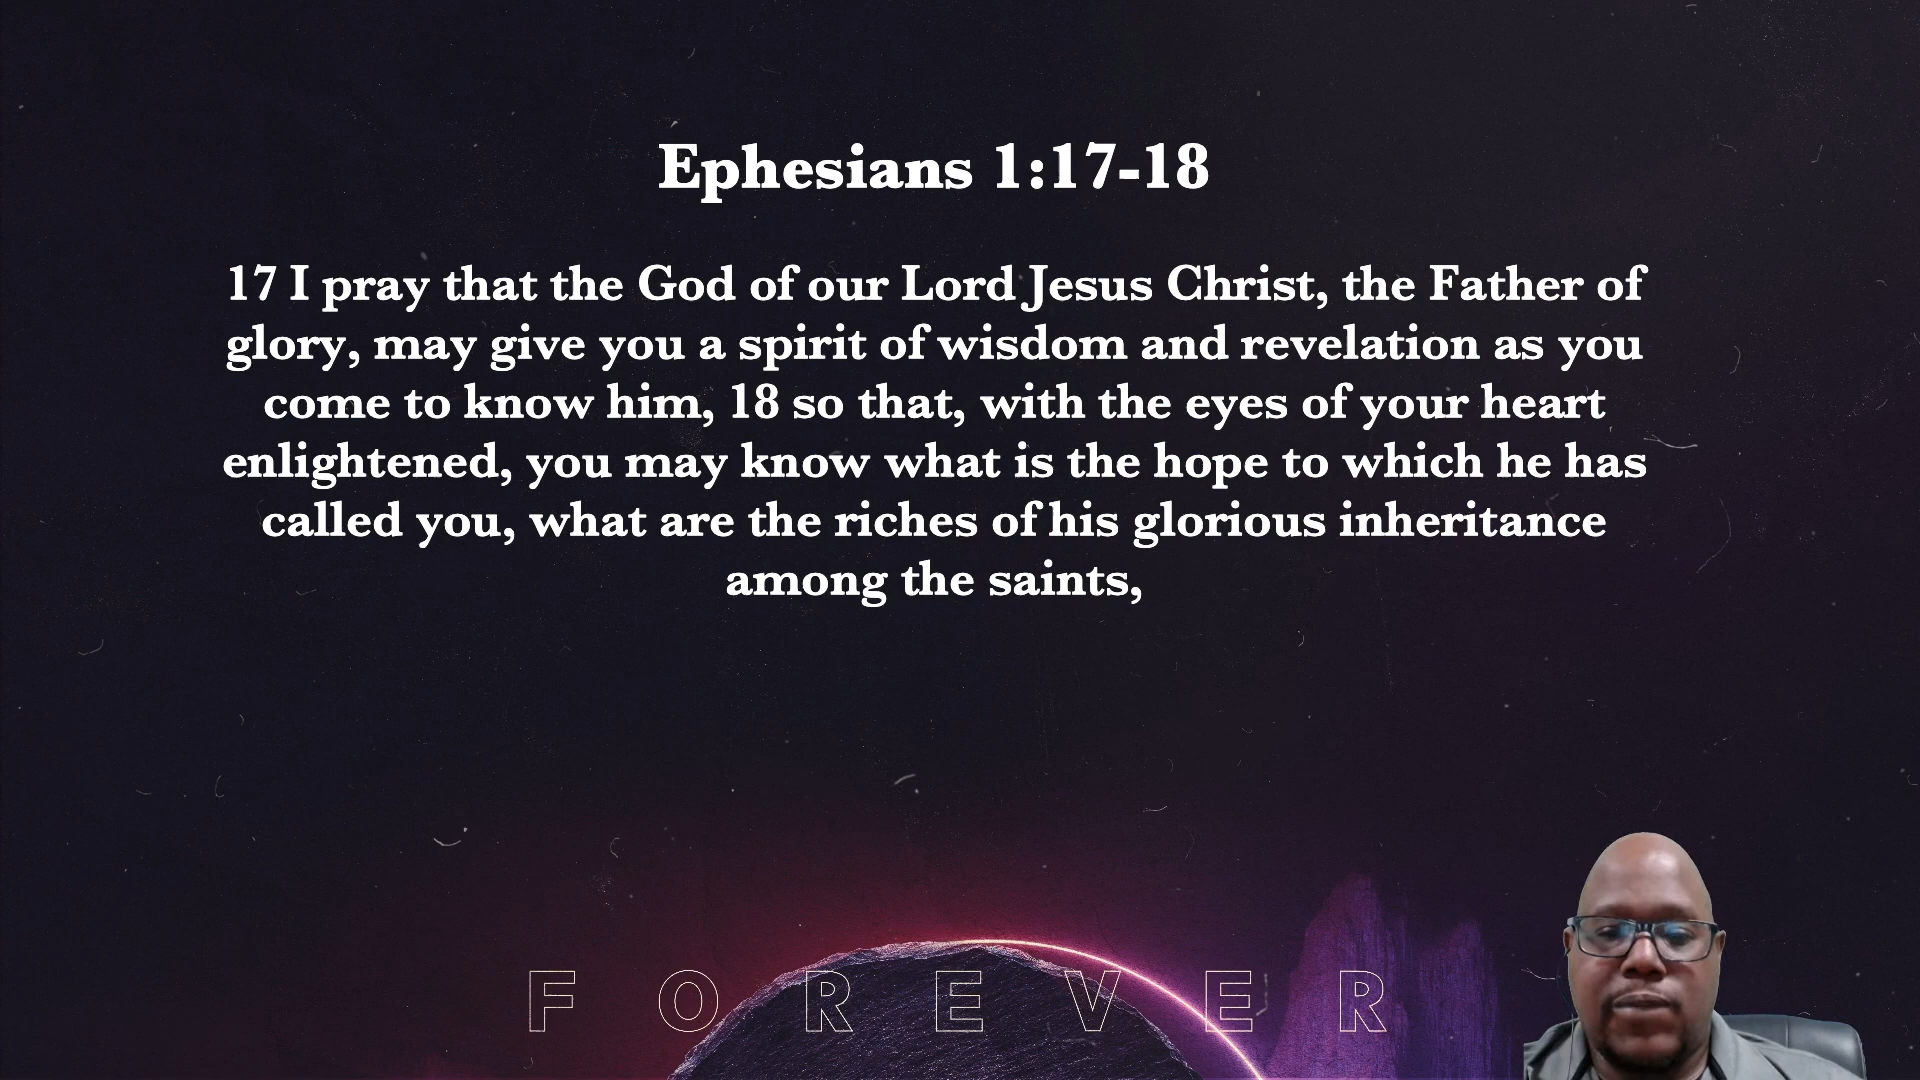 Ephesians 1:17-18
17 I pray that the God of our Lord Jesus Christ, the Father of
glory, may give you a spirit of wisdom and revelation as you
come to know him, 18 so that, with the eyes of your heart
enlightened, you may know what is the hope to which he has
called you, what are the riches of his glorious inheritance
among the saints,
FOREVER